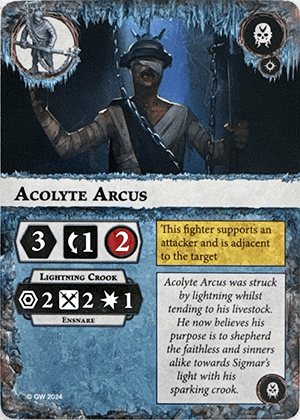 ACOLYTE ARCUS
3 1 2
LIGHTNING CROOK
2 2 1
ENSNARE
This fighter supports an
attacker and is adjacent
to the target
Acolyte Arcus was struck
by lightning whilst
tending to his livestock.
He now believes his
purpose is to shepherd
the faithless and sinners
alike towards Sigmar's
light with his
sparking crook.
© GW 2024